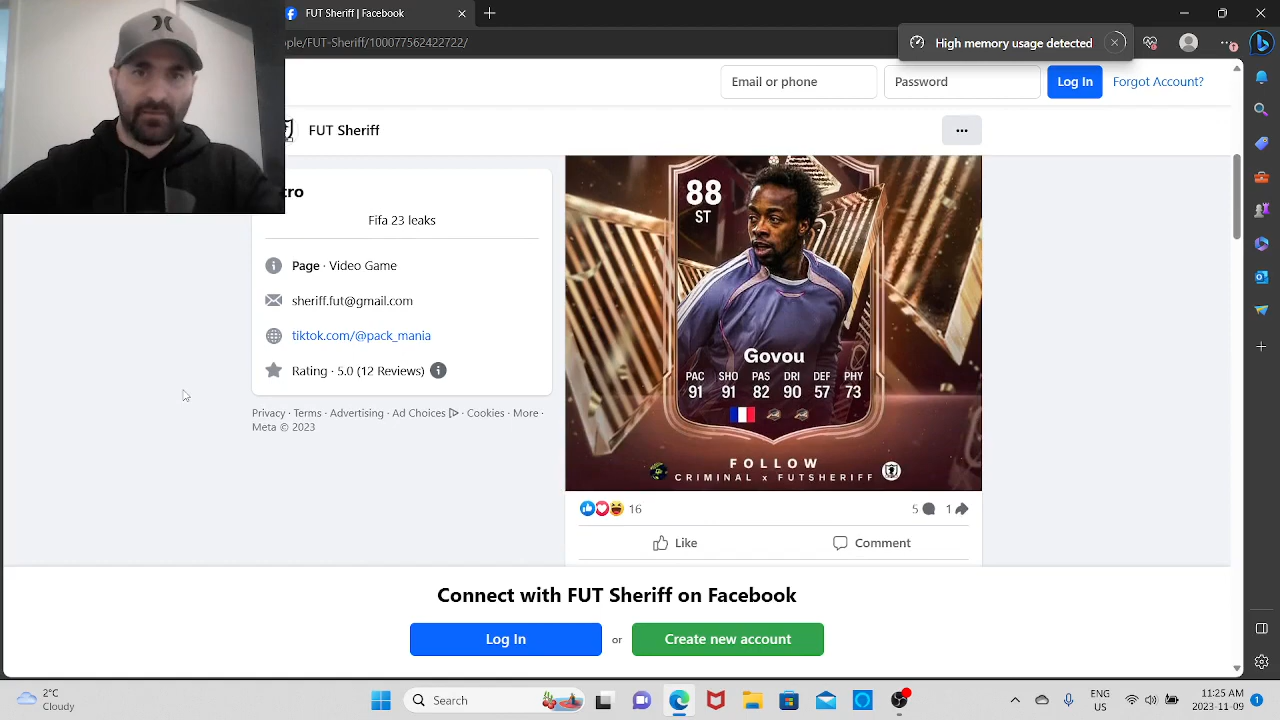 FUT Sheriff | Facebook
ple/FUT-Sheriff/100077562422722/
High memory usage detected
Email or phone
Password
Log In
Forgot Account?
FUT Sheriff
...
tro
Fifa 23 leaks
Page · Video Game
sheriff.fut@gmail.com
tiktok.com/@pack_mania
Rating · 5.0 (12 Reviews)
Privacy · Terms · Advertising · Ad Choices · Cookies · More ·
Meta © 2023
88
ST
Govou
PAC SHO PAS DRI DEF PHY
91 91 82 90 57 73
FOLLOW
CRIMINAL x FUTSHERIFF
16
5
1
Like
Comment
Connect with FUT Sheriff on Facebook
Log In
or
Create new account
2°C
Cloudy
Search
ENG
US
11:25 AM
2023-11-09
1